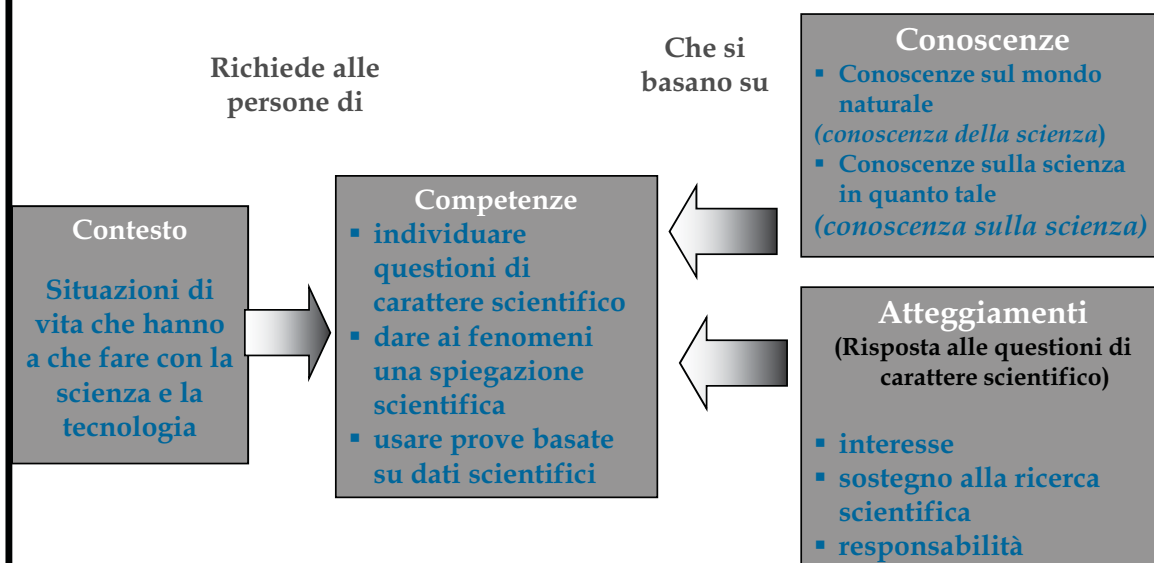 Richiede alle
persone di
Che si
basano su
Contesto
Situazioni di
vita che hanno
a che fare con la
scienza e la
tecnologia
Competenze
▪ individuare
questioni di
carattere scientifico
▪ dare ai fenomeni
una spiegazione
scientifica
▪ usare prove basate
su dati scientifici
Conoscenze
▪ Conoscenze sul mondo
naturale
(conoscenza della scienza)
▪ Conoscenze sulla scienza
in quanto tale
(conoscenza sulla scienza)
Atteggiamenti
(Risposta alle questioni di
carattere scientifico)
▪ interesse
▪ sostegno alla ricerca
scientifica
▪ responsabilità